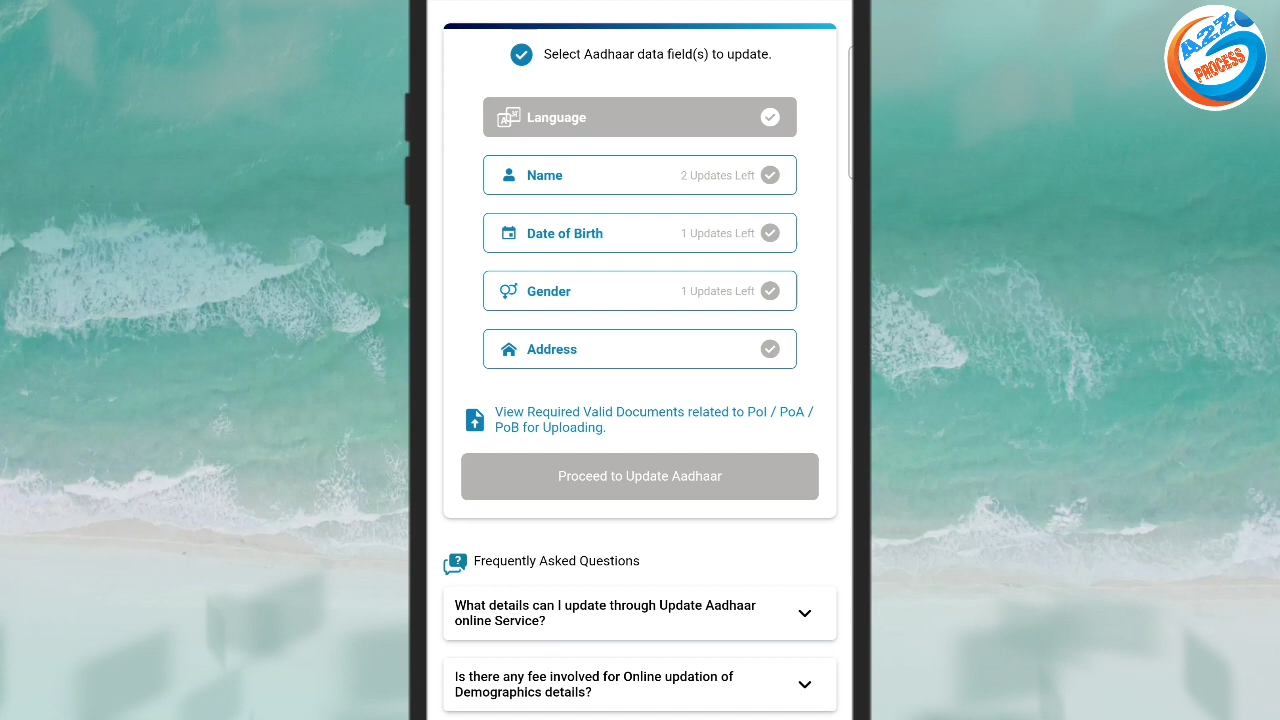 A2Z
PROCESS
Select Aadhaar data field(s) to update.
Language
Name 2 Updates Left
Date of Birth 1 Updates Left
Gender 1 Updates Left
Address
View Required Valid Documents related to PoI / PoA /
PoB for Uploading.
Proceed to Update Aadhaar
Frequently Asked Questions
What details can I update through Update Aadhaar
online Service?
Is there any fee involved for Online updation of
Demographics details?